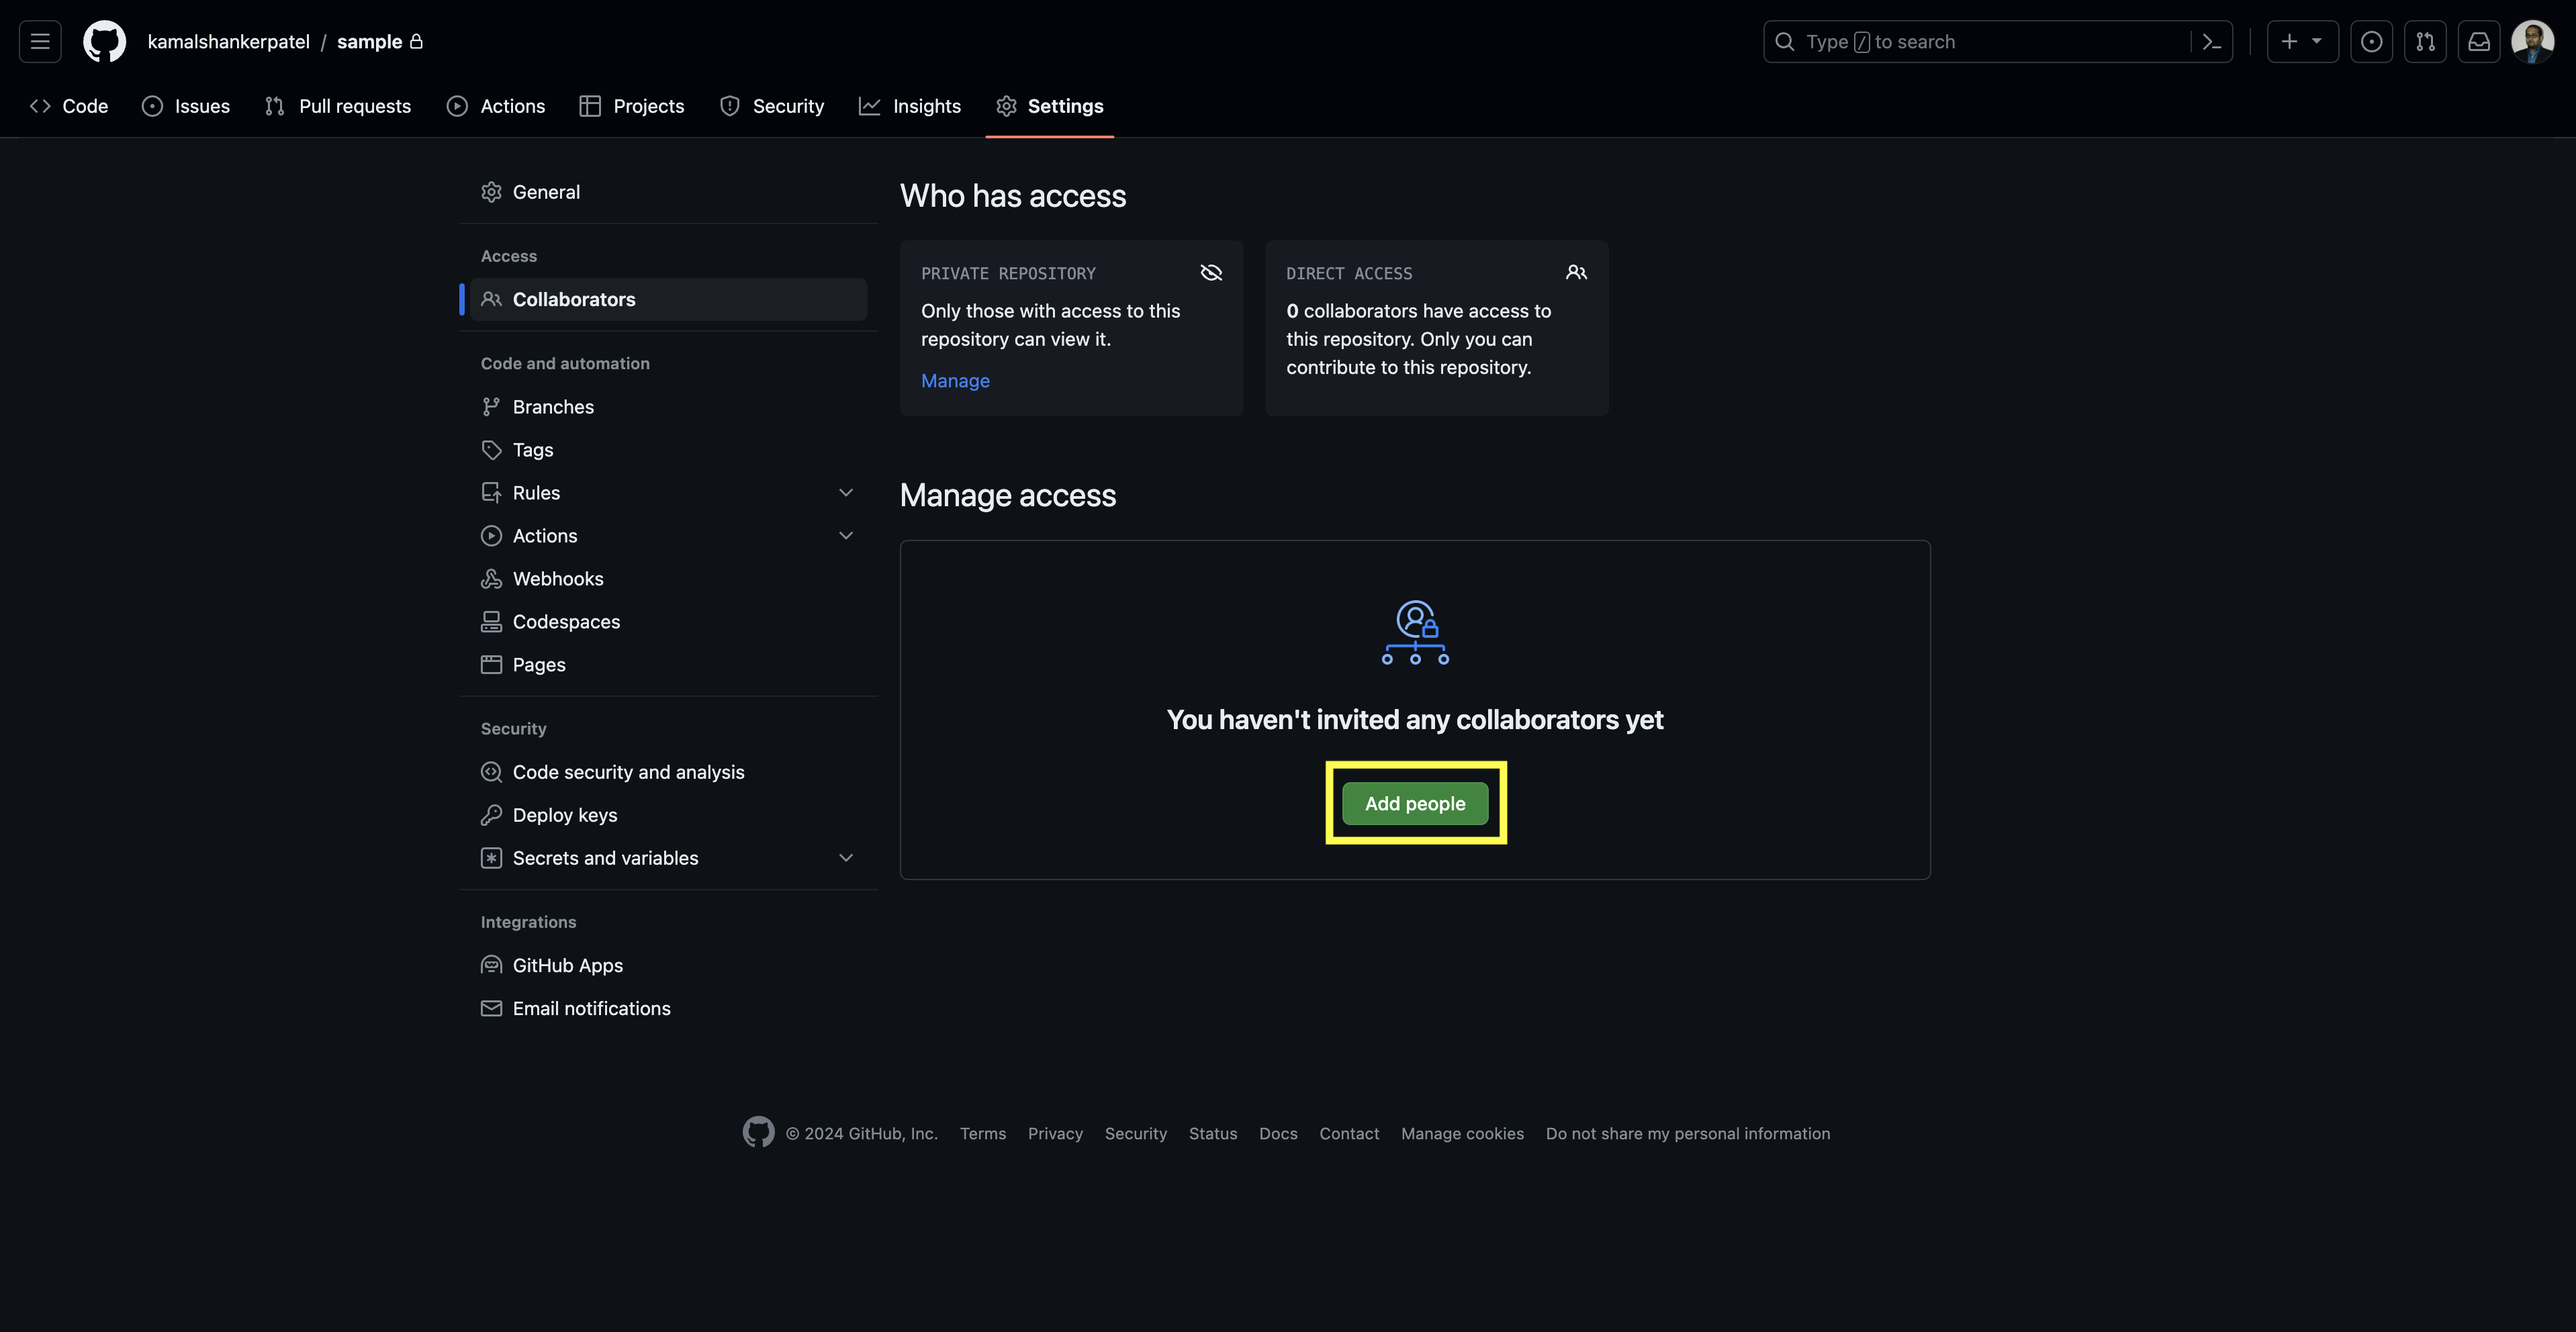 kamalshankerpatel / sample
Type / to search
Code Issues Pull requests Actions Projects Security Insights Settings
General
Access
Collaborators
Code and automation
Branches
Tags
Rules
Actions
Webhooks
Codespaces
Pages
Security
Code security and analysis
Deploy keys
Secrets and variables
Integrations
GitHub Apps
Email notifications
Who has access
PRIVATE REPOSITORY
Only those with access to this
repository can view it.
Manage
DIRECT ACCESS
0 collaborators have access to
this repository. Only you can
contribute to this repository.
Manage access
You haven't invited any collaborators yet
Add people
© 2024 GitHub, Inc. Terms Privacy Security Status Docs Contact Manage cookies Do not share my personal information